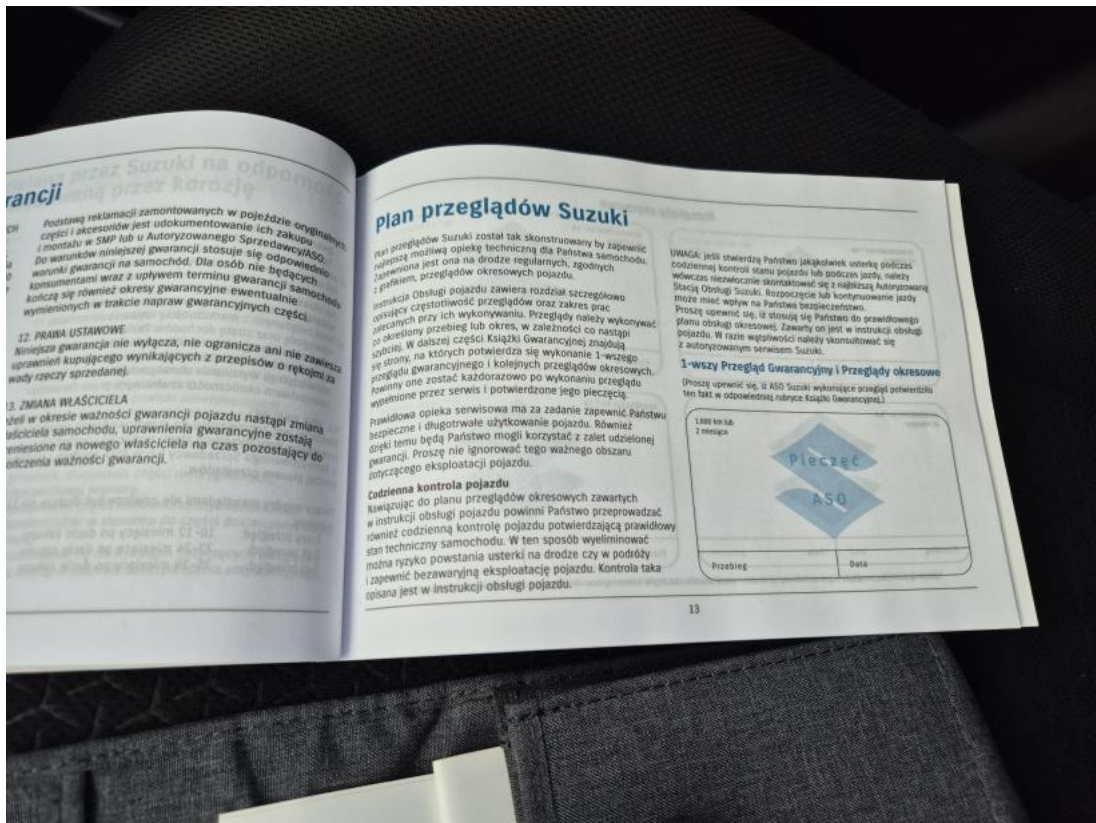 rancji
Podstawą reklamacji zamontowanych w pojeździe oryginalnych
części i akcesoriów jest udokumentowanie ich zakupu
i montażu w SMP lub u Autoryzowanego Sprzedawcy/ASO.
Do warunków niniejszej gwarancji stosuje się odpowiednio
warunki gwarancji na samochód. Dla osób nie będących
konsumentami wraz z upływem terminu gwarancji samochodu
kończą się również okresy gwarancyjne ewentualnie
wymienionych w trakcie napraw gwarancyjnych części.
12. PRAWA USTAWOWE
Niniejsza gwarancja nie wyłącza, nie ogranicza ani nie zawiesza
uprawnień kupującego wynikających z przepisów o rękojmi za
wady rzeczy sprzedanej.
3. ZMIANA WŁAŚCICIELA
żeli w okresie ważności gwarancji pojazdu nastąpi zmiana
aściciela samochodu, uprawnienia gwarancyjne zostają
eniesione na nowego właściciela na czas pozostający do
ończenia ważności gwarancji.
Plan przeglądów Suzuki
Plan przeglądów Suzuki został tak skonstruowany by zapewnić
najlepszą możliwą opiekę techniczną dla Państwa samochodu.
Zapewniona jest ona na drodze regularnych, zgodnych
z grafikiem, przeglądów okresowych pojazdu.
Instrukcja Obsługi pojazdu zawiera rozdział szczegółowo
opisujący częstotliwość przeglądów oraz zakres prac
zalecanych przy ich wykonywaniu. Przeglądy należy wykonywać
co określony przebieg lub okres, w zależności co nastąpi
szybciej. W dalszej części Książki Gwarancyjnej znajdują
się strony, na których potwierdza się wykonanie 1-wszego
przeglądu gwarancyjnego i kolejnych przeglądów okresowych.
Powinny one zostać każdorazowo po wykonaniu przeglądu
wypełnione przez serwis i potwierdzone jego pieczęcią.
Prawidłowa opieka serwisowa ma za zadanie zapewnić Państwu
bezpieczne i długotrwałe użytkowanie pojazdu. Również
dzięki temu będą Państwo mogli korzystać z zalet udzielonej
gwarancji. Proszę nie ignorować tego ważnego obszaru
dotyczącego eksploatacji pojazdu.
Codzienna kontrola pojazdu
Nawiązując do planu przeglądów okresowych zawartych
w instrukcji obsługi pojazdu powinni Państwo przeprowadzać
również codzienną kontrolę pojazdu potwierdzającą prawidłowy
stan techniczny samochodu. W ten sposób wyeliminować
można ryzyko powstania usterki na drodze czy w podróży
i zapewnić bezawaryjną eksploatację pojazdu. Kontrola taka
opisana jest w instrukcji obsługi pojazdu.
UWAGA: jeśli stwierdzą Państwo jakąkolwiek usterkę podczas
codziennej kontroli stanu pojazdu lub podczas jazdy, należy
wówczas niezwłocznie skontaktować się z najbliższą Autoryzowaną
Stacją Obsługi Suzuki. Rozpoczęcie lub kontynuowanie jazdy
może mieć wpływ na Państwa bezpieczeństwo.
Proszę upewnić się, iż stosują się Państwo do prawidłowego
planu obsługi okresowej. Zawarty on jest w instrukcji obsługi
pojazdu. W razie wątpliwości należy skonsultować się
z autoryzowanym serwisem Suzuki.
1-wszy Przegląd Gwarancyjny i Przeglądy okresowe
(Proszę upewnić się, iż ASO Suzuki wykonujące przegląd potwierdziło
ten fakt w odpowiedniej rubryce Książki Gwarancyjnej.)
1.000 km lub
2 miesiące
Pieczęć
ASO
Przebieg
Data
13